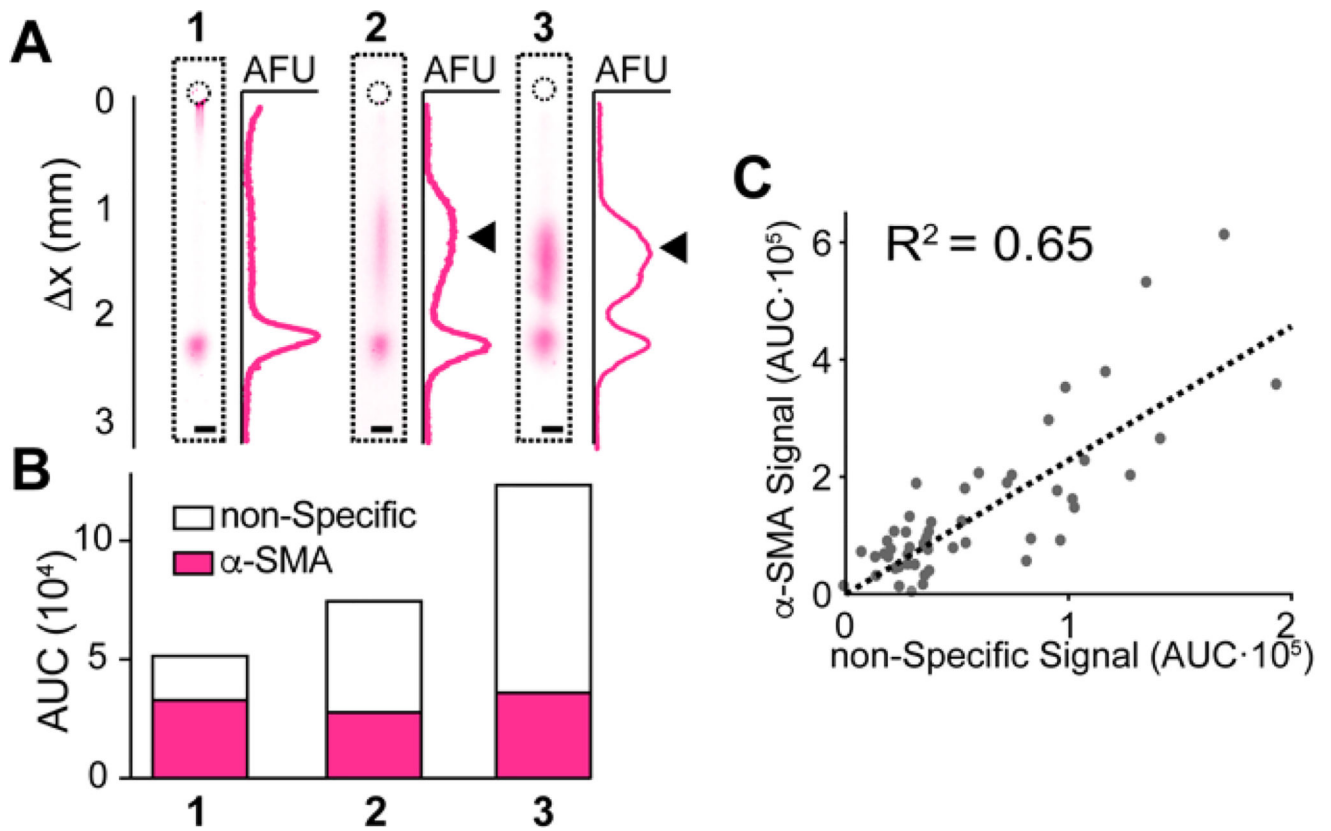 A
1 2 3
AFU AFU AFU
0
1
2
3
Δx (mm)
B
non-Specific
α-SMA
10
5
0
AUC (10⁴)
1 2 3
C
R² = 0.65
6
4
2
0
α-SMA Signal (AUC·10⁵)
0 1 2
non-Specific Signal (AUC·10⁵)